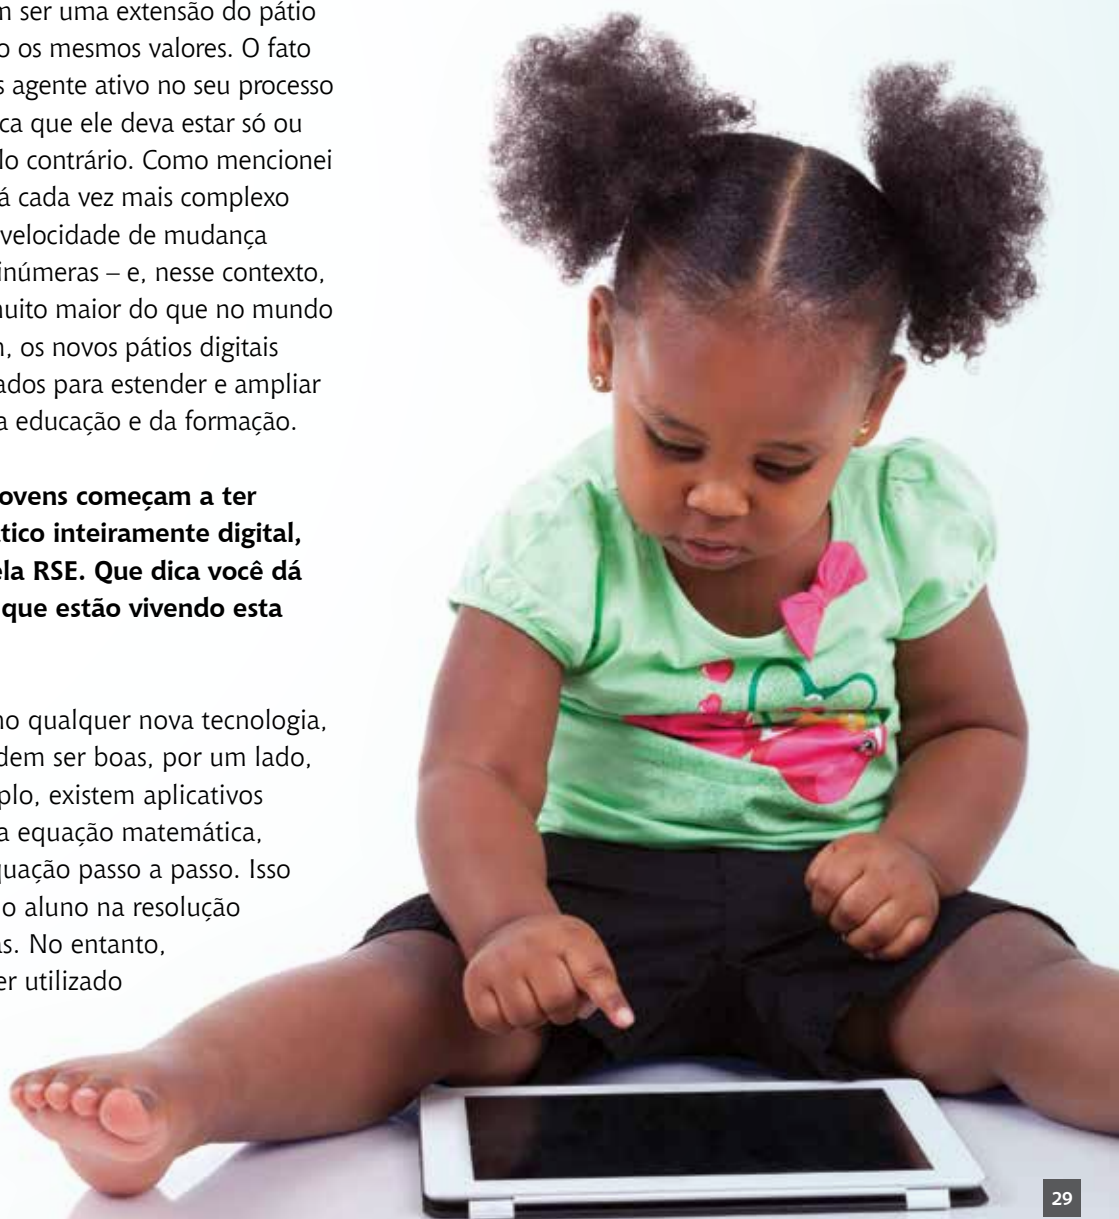 ser uma extensão do pátio
os mesmos valores. O fato
agente ativo no seu processo
que ele deva estar só ou
contrário. Como mencionei
cada vez mais complexo
velocidade de mudança
inúmeras – e, nesse contexto,
muito maior do que no mundo
os novos pátios digitais
para estender e ampliar
a educação e da formação.
ovens começam a ter
tico inteiramente digital,
ela RSE. Que dica você dá
que estão vivendo esta
no qualquer nova tecnologia,
dem ser boas, por um lado,
plo, existem aplicativos
a equação matemática,
quação passo a passo. Isso
o aluno na resolução
as. No entanto,
er utilizado
29